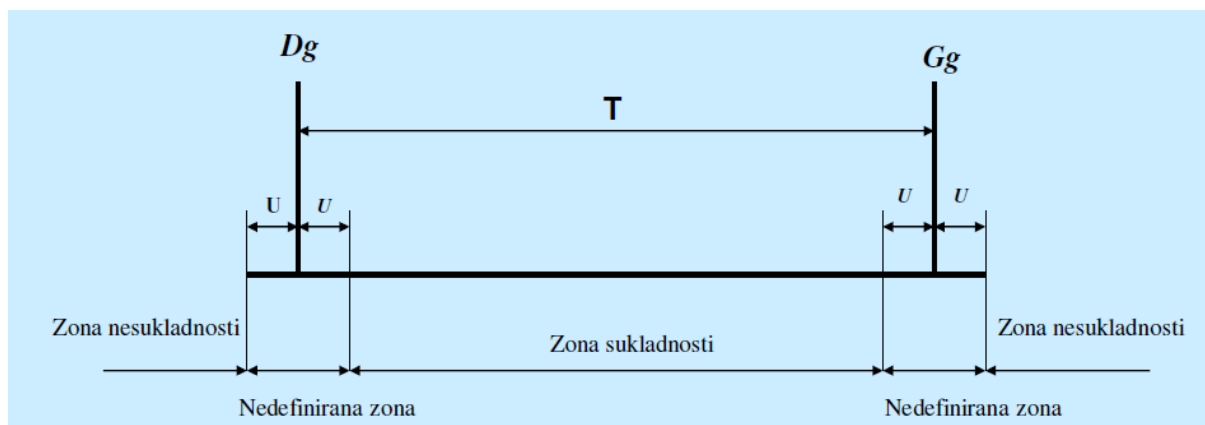 Dg
Gg
T
U
U
U
U
Zona nesukladnosti
Zona sukladnosti
Zona nesukladnosti
Nedefinirana zona
Nedefinirana zona